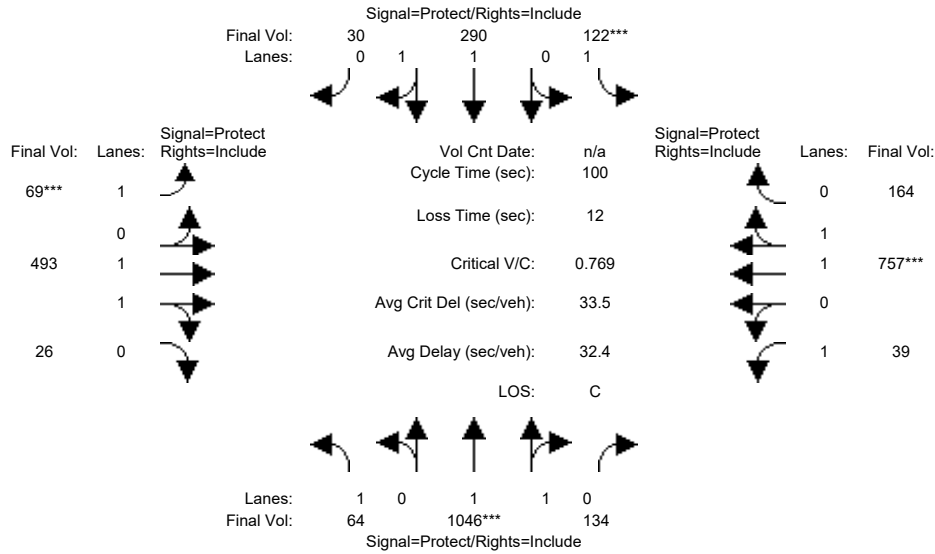 Signal=Protect/Rights=Include
Final Vol: 30 290 122***
Lanes: 0 1 1 0 1
Signal=Protect
Final Vol: Lanes: Rights=Include
Vol Cnt Date: n/a
Signal=Protect
Rights=Include Lanes: Final Vol:
Cycle Time (sec): 100
69*** 1
0 164
Loss Time (sec): 12
0
1
493 1
Critical V/C: 0.769
1 757***
1
Avg Crit Del (sec/veh): 33.5
0
26 0
Avg Delay (sec/veh): 32.4
1 39
LOS: C
Lanes: 1 0 1 1 0
Final Vol: 64 1046*** 134
Signal=Protect/Rights=Include